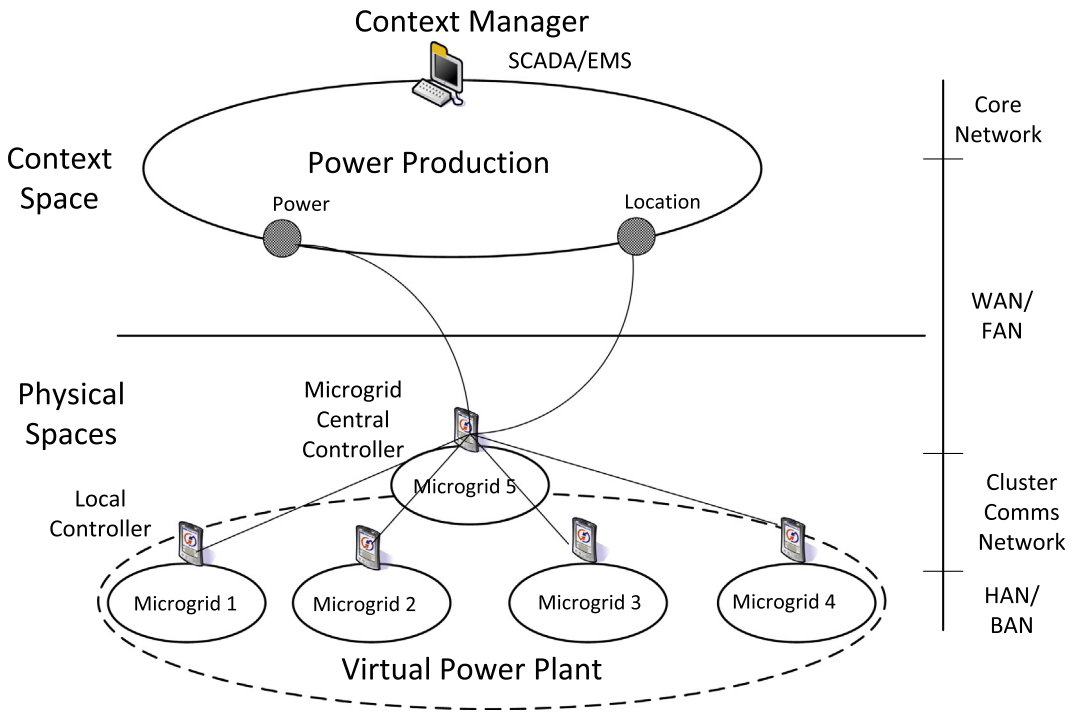 Context Manager
SCADA/EMS
Core
Network
Context
Space
Power Production
Power
Location
WAN/
FAN
Physical
Spaces
Microgrid
Central
Controller
Microgrid 5
Local
Controller
Cluster
Comms
Network
Microgrid 1
Microgrid 2
Microgrid 3
Microgrid 4
HAN/
BAN
Virtual Power Plant